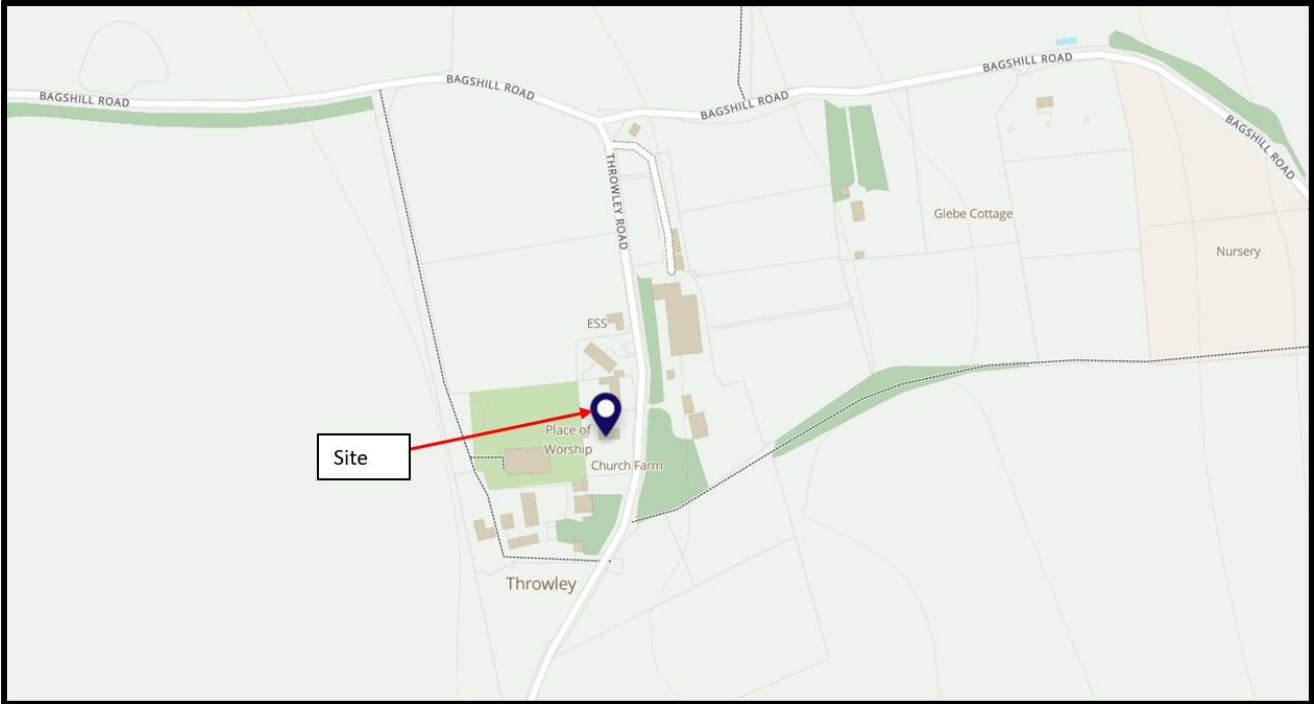 BAGSHILL ROAD
BAGSHILL ROAD
BAGSHILL ROAD
BAGSHILL ROAD
BAGSHILL ROAD
THROWLEY ROAD
Glebe Cottage
Nursery
ESS
Site
Place of
Worship
Church Farm
Throwley